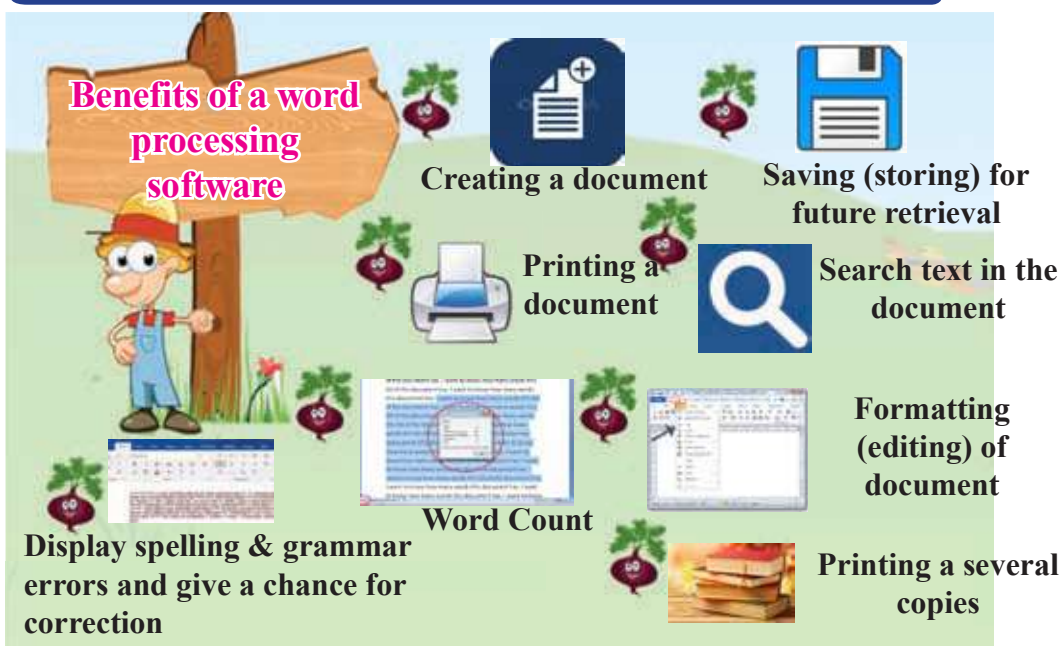 Benefits of a word
processing
software
Creating a document
Saving (storing) for
future retrieval
Printing a
document
Search text in the
document
Word Count
Formatting
(editing) of
document
Display spelling & grammar
errors and give a chance for
correction
Printing a several
copies